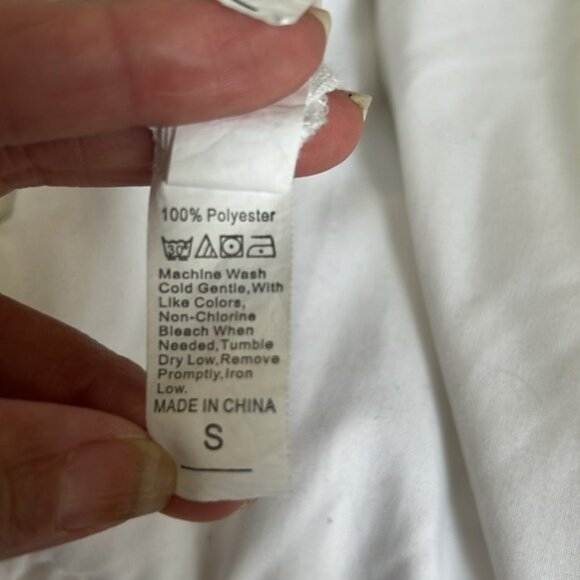 100% Polyester
30°
Machine Wash
Cold Gentle,With
Like Colors,
Non-Chlorine
Bleach When
Needed,Tumble
Dry Low,Remove
Promptly,Iron
Low.
MADE IN CHINA
S